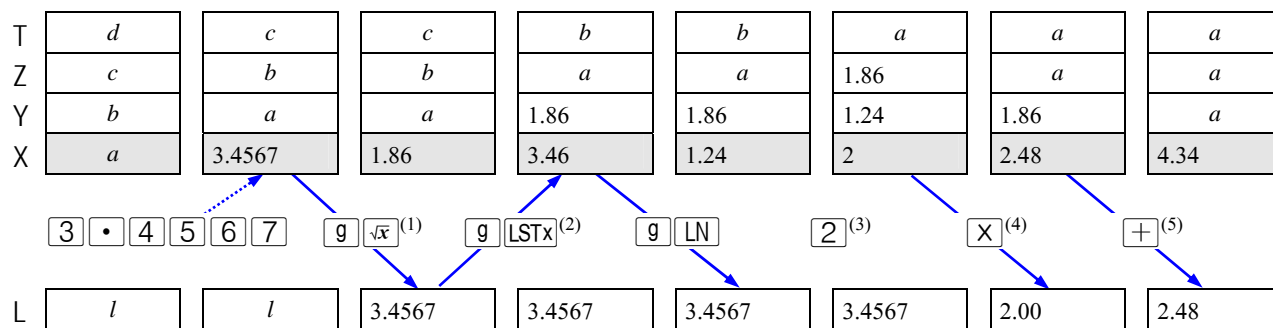 T d c c b b a a a
Z c b b a a 1.86 a a
Y b a a 1.86 1.86 1.24 1.86 a
X a 3.4567 1.86 3.46 1.24 2 2.48 4.34
3 • 4 5 6 7 g √x (1) g LSTx (2) g LN 2 (3) × (4) + (5)
L l l 3.4567 3.4567 3.4567 3.4567 2.00 2.48